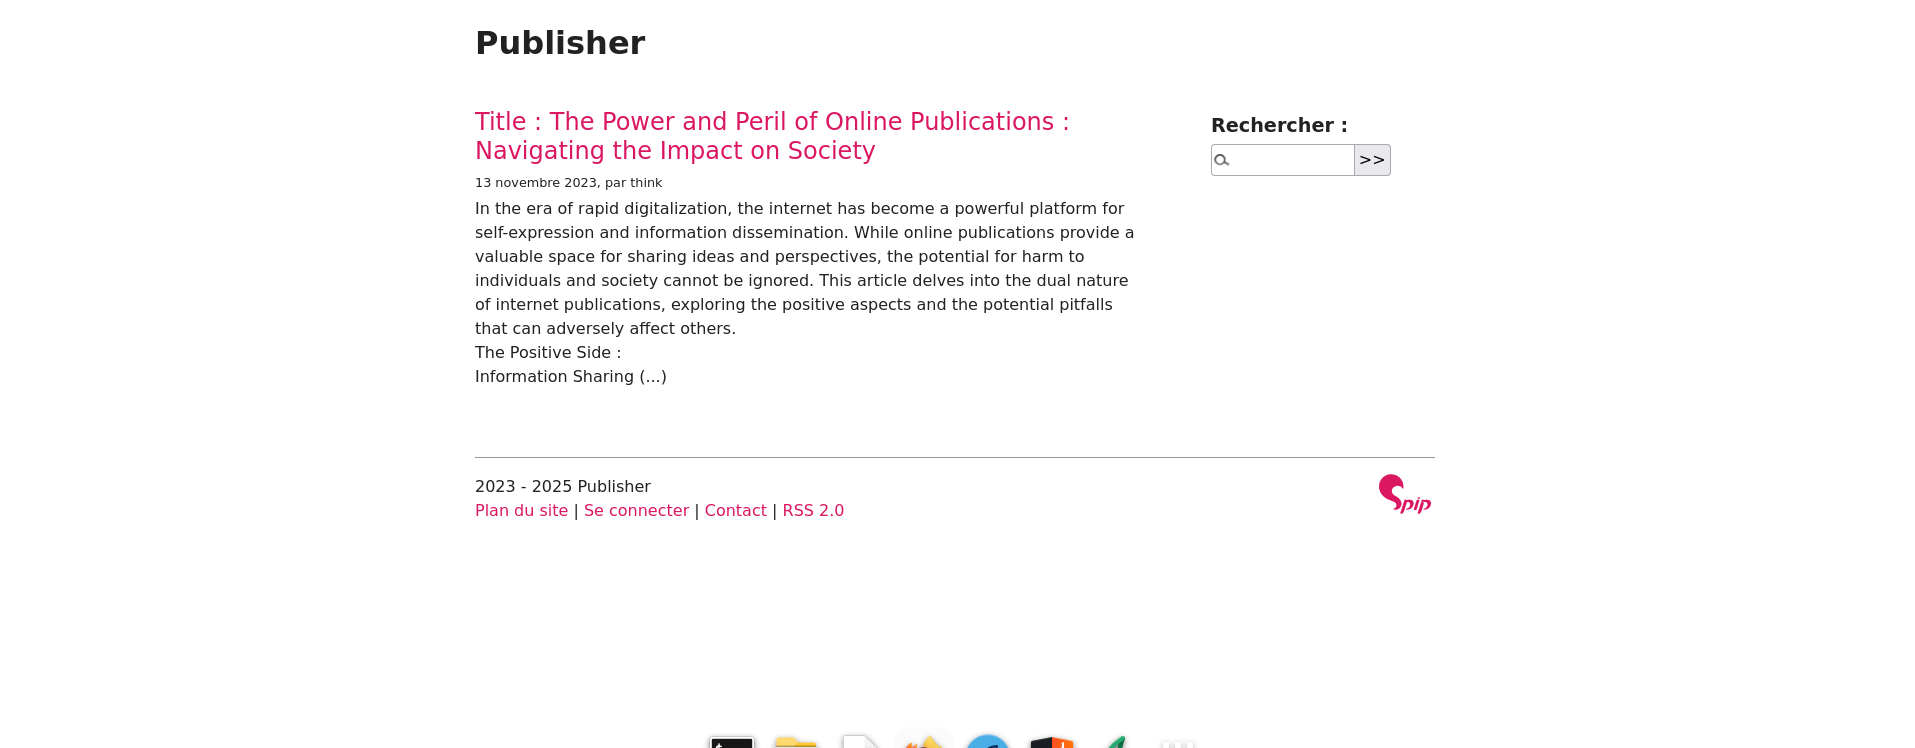 Publisher
Title : The Power and Peril of Online Publications :
Navigating the Impact on Society
13 novembre 2023, par think
In the era of rapid digitalization, the internet has become a powerful platform for
self-expression and information dissemination. While online publications provide a
valuable space for sharing ideas and perspectives, the potential for harm to
individuals and society cannot be ignored. This article delves into the dual nature
of internet publications, exploring the positive aspects and the potential pitfalls
that can adversely affect others.
The Positive Side :
Information Sharing (...)
Rechercher :
>>
2023 - 2025 Publisher
Plan du site | Se connecter | Contact | RSS 2.0
Spip